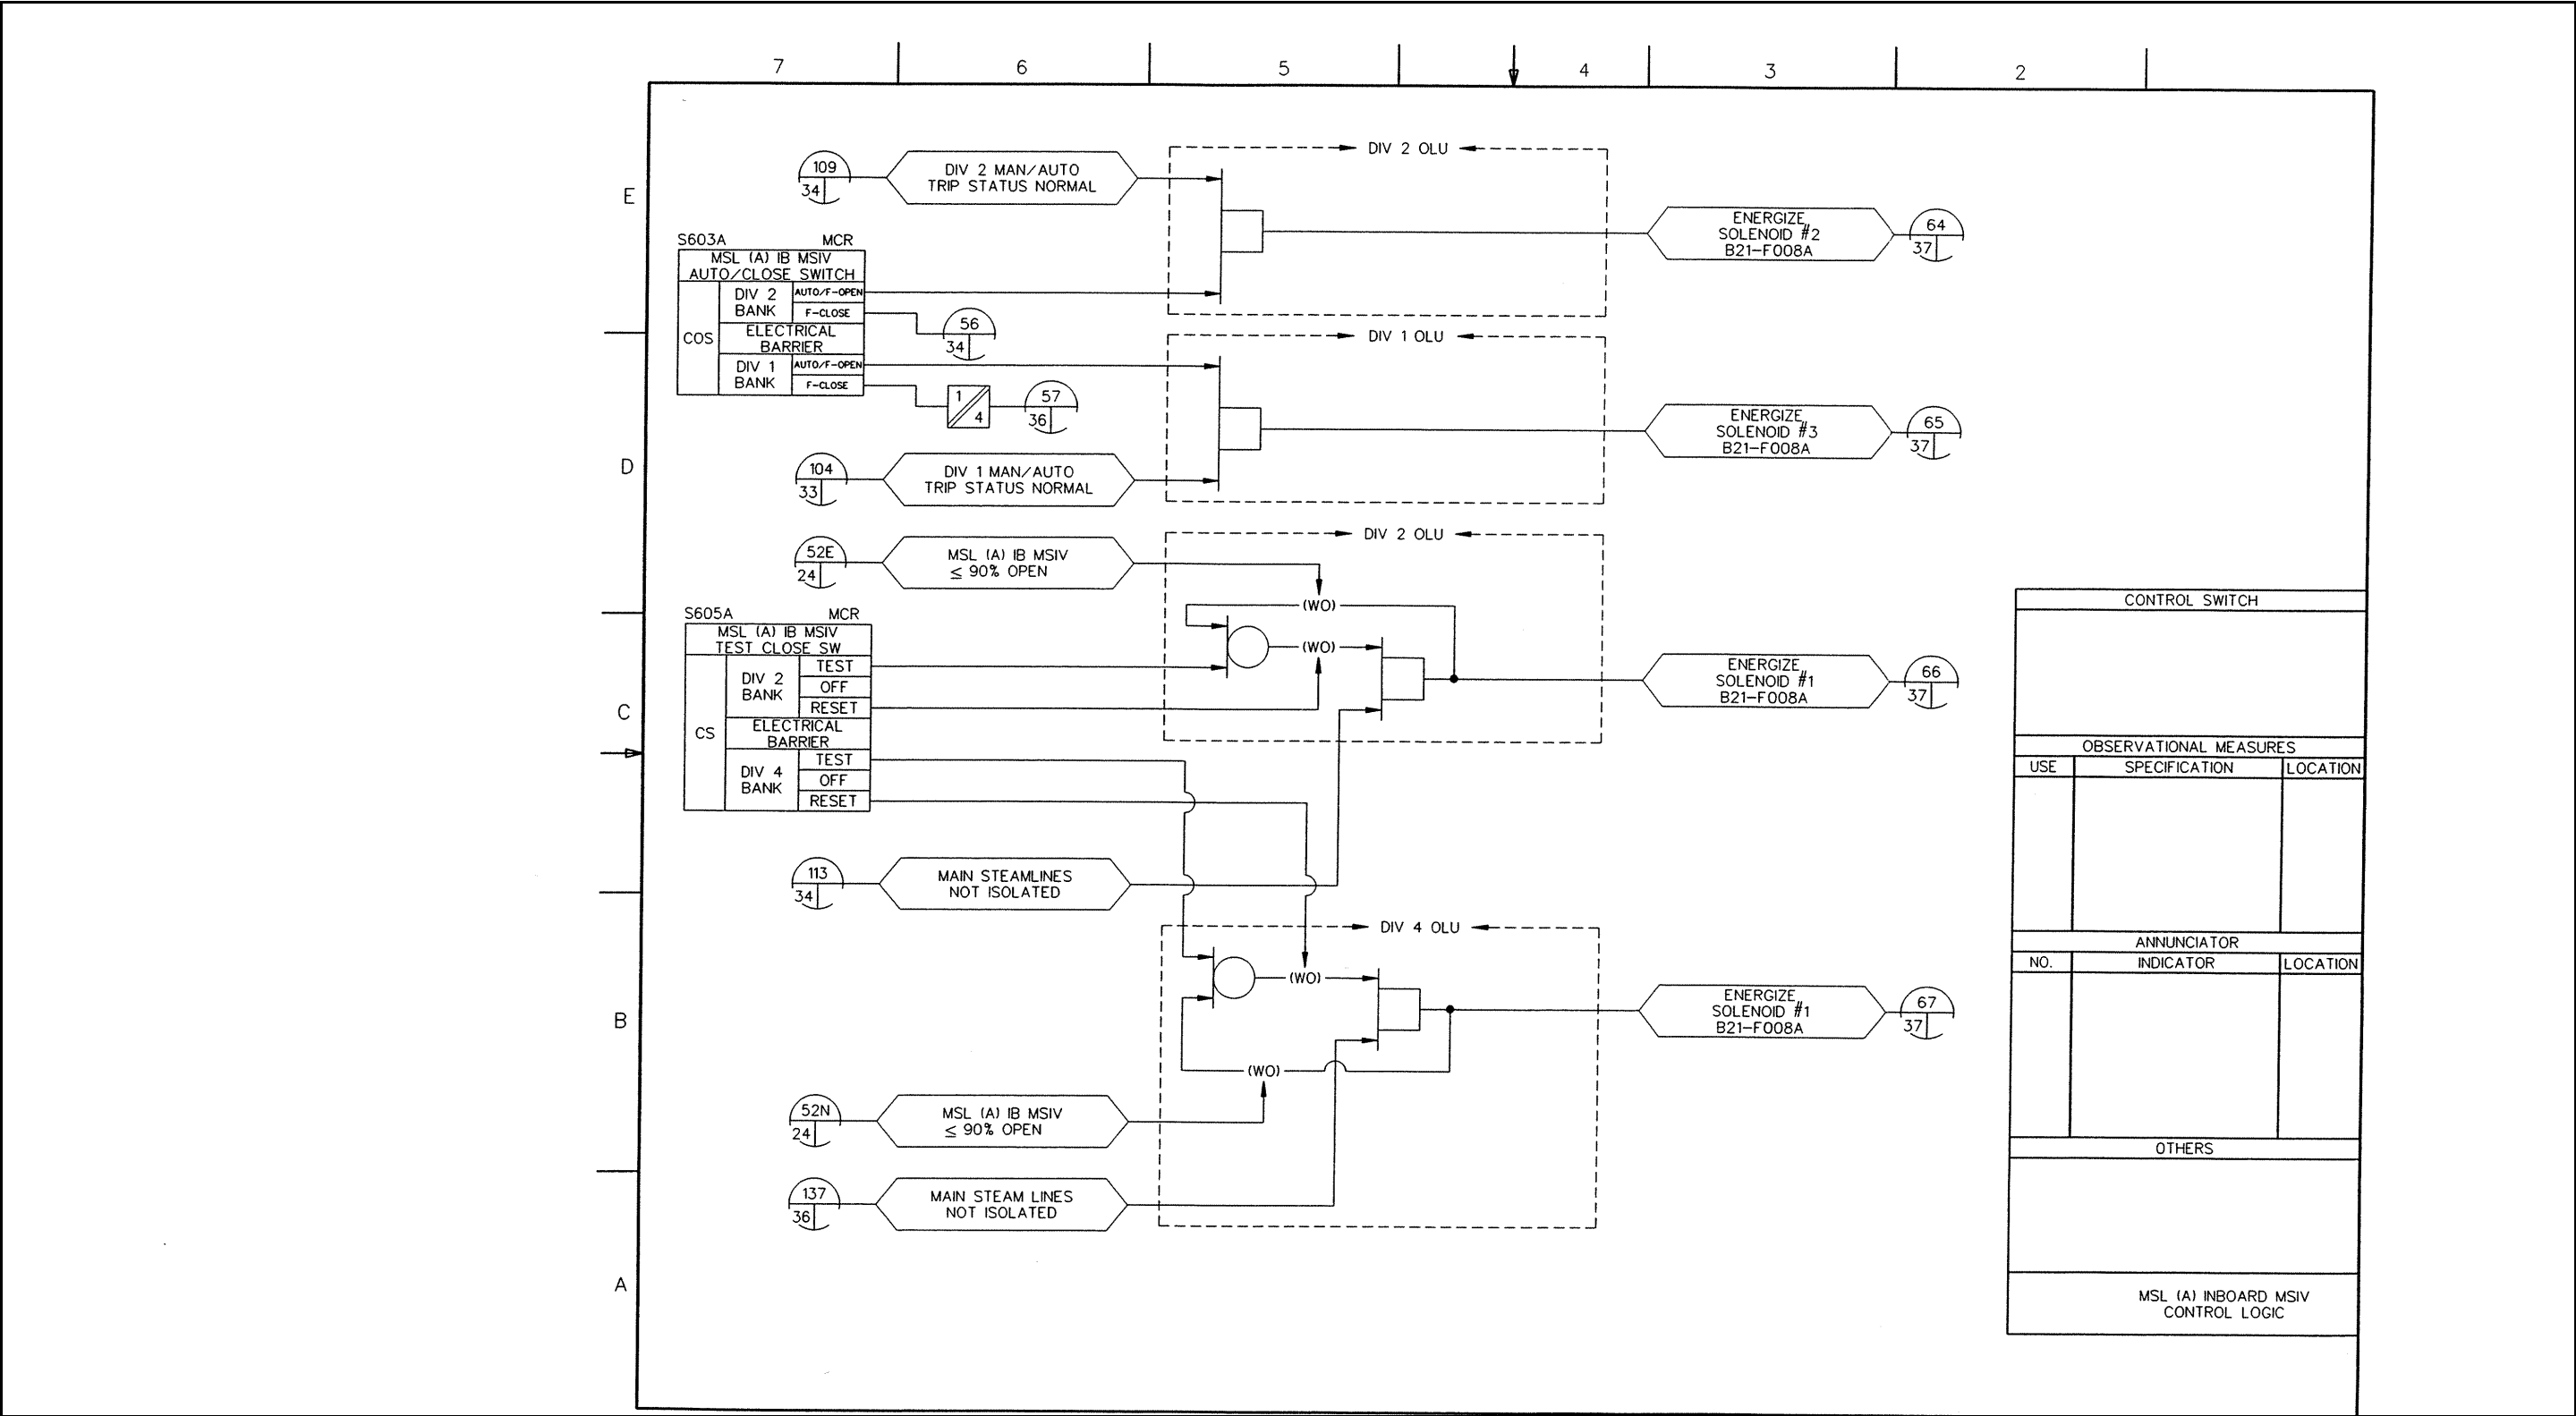 7
6
5
4
3
2
E
D
C
B
A
109
34
DIV 2 MAN/AUTO
TRIP STATUS NORMAL
DIV 2 OLU
ENERGIZE
SOLENOID #2
B21-F008A
64
37
S603A
MCR
MSL (A) IB MSIV
AUTO/CLOSE SWITCH
COS
DIV 2
BANK
AUTO/F-OPEN
F-CLOSE
ELECTRICAL
BARRIER
DIV 1
BANK
AUTO/F-OPEN
F-CLOSE
56
34
1
4
57
36
DIV 1 OLU
ENERGIZE
SOLENOID #3
B21-F008A
65
37
104
33
DIV 1 MAN/AUTO
TRIP STATUS NORMAL
52E
24
MSL (A) IB MSIV
≤ 90% OPEN
DIV 2 OLU
(WO)
(WO)
ENERGIZE
SOLENOID #1
B21-F008A
66
37
S605A
MCR
MSL (A) IB MSIV
TEST CLOSE SW
CS
DIV 2
BANK
TEST
OFF
RESET
ELECTRICAL
BARRIER
DIV 4
BANK
TEST
OFF
RESET
113
34
MAIN STEAMLINES
NOT ISOLATED
DIV 4 OLU
(WO)
(WO)
ENERGIZE
SOLENOID #1
B21-F008A
67
37
52N
24
MSL (A) IB MSIV
≤ 90% OPEN
137
36
MAIN STEAM LINES
NOT ISOLATED
CONTROL SWITCH
OBSERVATIONAL MEASURES
USE
SPECIFICATION
LOCATION
ANNUNCIATOR
NO.
INDICATOR
LOCATION
OTHERS
MSL (A) INBOARD MSIV
CONTROL LOGIC